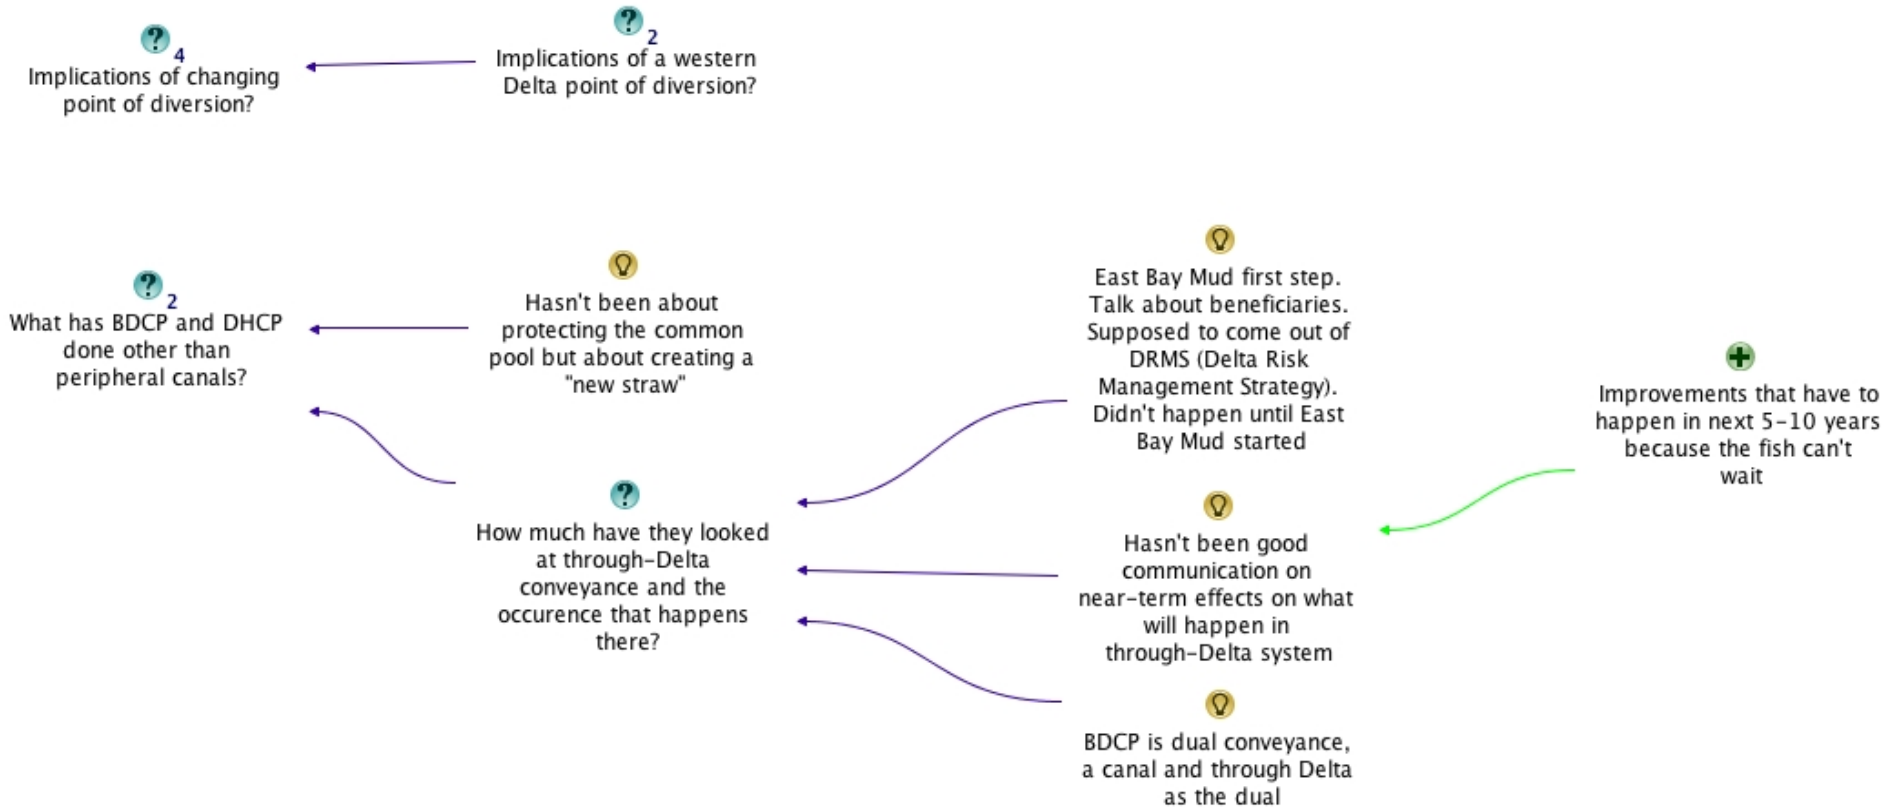 ?
4
Implications of changing
point of diversion?
?
2
Implications of a western
Delta point of diversion?
?
2
What has BDCP and DHCP
done other than
peripheral canals?
Hasn't been about
protecting the common
pool but about creating a
"new straw"
?
How much have they looked
at through-Delta
conveyance and the
occurence that happens
there?
East Bay Mud first step.
Talk about beneficiaries.
Supposed to come out of
DRMS (Delta Risk
Management Strategy).
Didn't happen until East
Bay Mud started
Hasn't been good
communication on
near-term effects on what
will happen in
through-Delta system
BDCP is dual conveyance,
a canal and through Delta
as the dual
Improvements that have to
happen in next 5-10 years
because the fish can't
wait